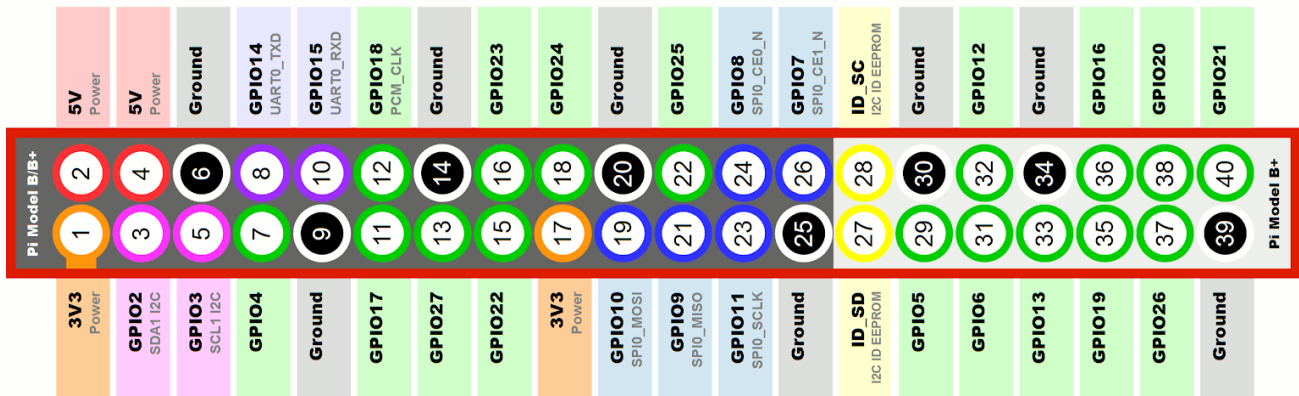 5V
Power
5V
Power
Ground
GPIO14
UART0_TXD
GPIO15
UART0_RXD
GPIO18
PCM_CLK
Ground
GPIO23
GPIO24
Ground
GPIO25
GPIO8
SPI0_CE0_N
GPIO7
SPI0_CE1_N
ID_SC
I2C ID EEPROM
Ground
GPIO12
Ground
GPIO16
GPIO20
GPIO21
Pi Model B/B+
2 4 6 8 10 12 14 16 18 20 22 24 26 28 30 32 34 36 38 40
1 3 5 7 9 11 13 15 17 19 21 23 25 27 29 31 33 35 37 39
Pi Model B+
3V3
Power
GPIO2
SDA1 I2C
GPIO3
SCL1 I2C
GPIO4
Ground
GPIO17
GPIO27
GPIO22
3V3
Power
GPIO10
SPI0_MOSI
GPIO9
SPI0_MISO
GPIO11
SPI0_SCLK
Ground
ID_SD
I2C ID EEPROM
GPIO5
GPIO6
GPIO13
GPIO19
GPIO26
Ground